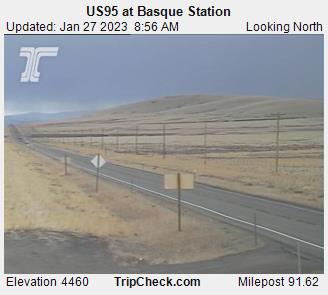 US95 at Basque Station
Updated: Jan 27 2023 8:56 AM Looking North
Elevation 4460 TripCheck.com Milepost 91.62